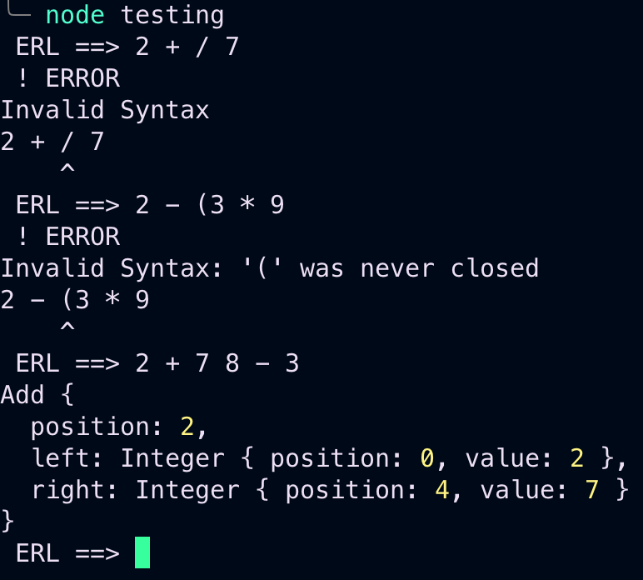 node testing
ERL ==> 2 + / 7
! ERROR
Invalid Syntax
2 + / 7
    ^
ERL ==> 2 - (3 * 9
! ERROR
Invalid Syntax: '(' was never closed
2 - (3 * 9
    ^
ERL ==> 2 + 7 8 - 3
Add {
  position: 2,
  left: Integer { position: 0, value: 2 },
  right: Integer { position: 4, value: 7 }
}
ERL ==>